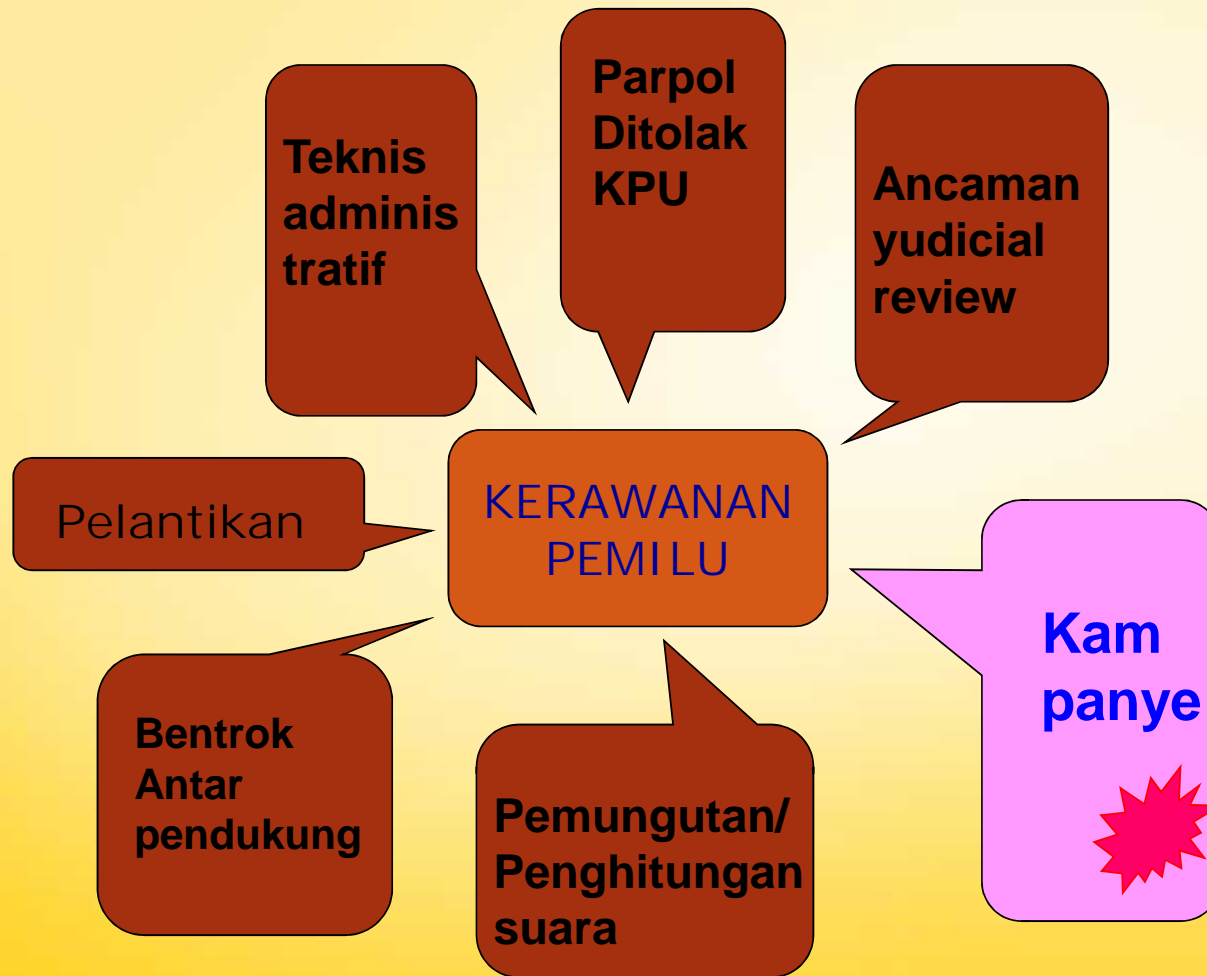 Parpol
Ditolak
KPU
Teknis
adminis
tratif
Ancaman
yudicial
review
KERAWANAN
PEMILU
Pelantikan
Kam
panye
Bentrok
Antar
pendukung
Pemungutan/
Penghitungan
suara